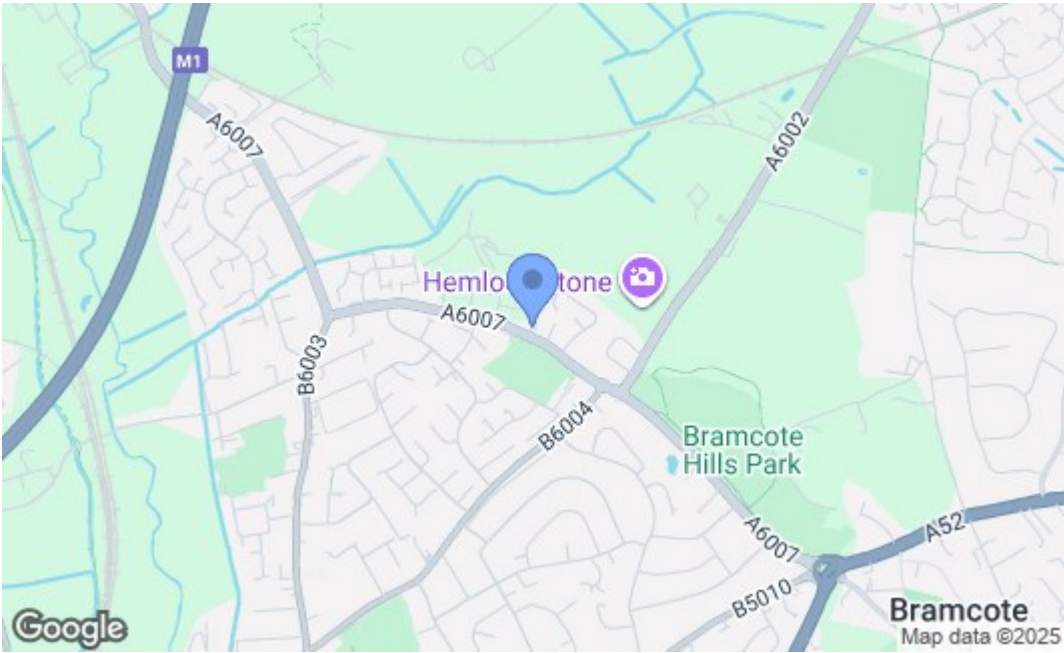 M1
A6007
A6002
Hemlo tone
A6007
B6003
B6004
Bramcote
Hills Park
A6007
A52
B5010
Bramcote
Google
Map data ©2025